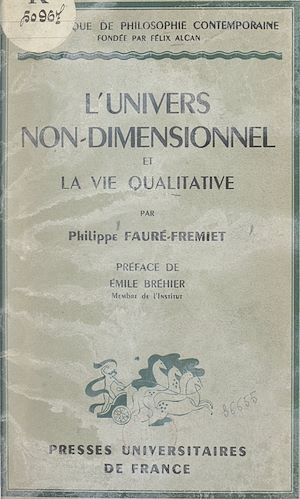 QUE DE PHILOSOPHIE CONTEMPORAINE
FONDÉE PAR FÉLIX ALCAN
L'UNIVERS
NON-DIMENSIONNEL
ET
LA VIE QUALITATIVE
PAR
Philippe FAURÉ-FREMIET
PRÉFACE DE
ÉMILE BRÉHIER
Membre de l'Institut
PRESSES UNIVERSITAIRES
DE FRANCE